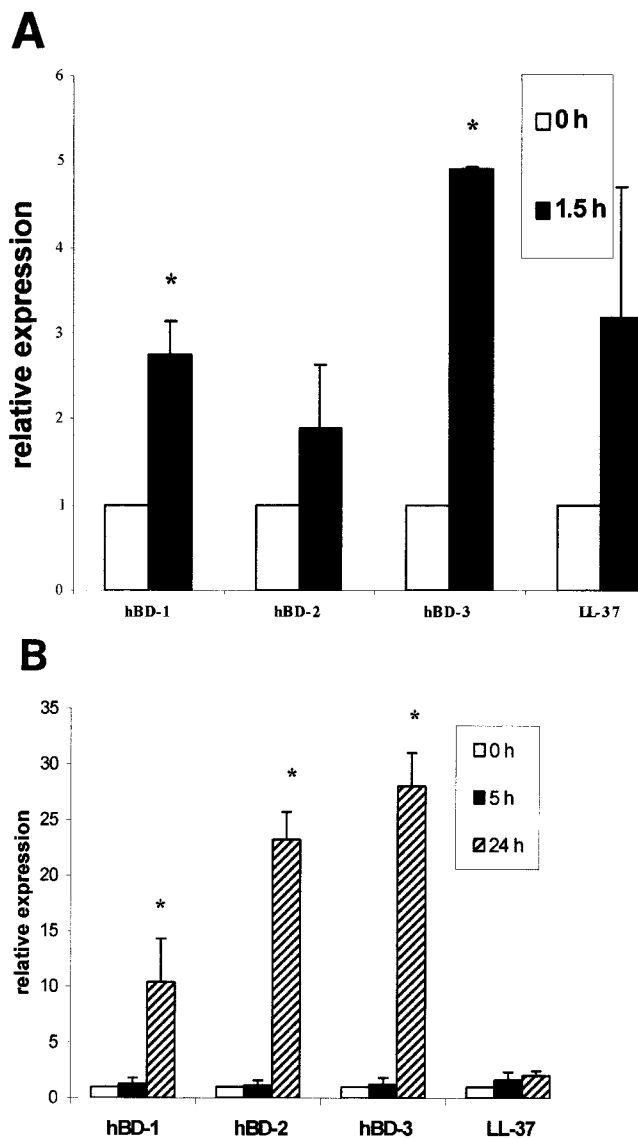 A
6
5
4
3
2
1
0
relative expression
*
*
0 h
1.5 h
hBD-1
hBD-2
hBD-3
LL-37
B
35
30
25
20
15
10
5
0
relative expression
*
*
*
0 h
5 h
24 h
hBD-1
hBD-2
hBD-3
LL-37